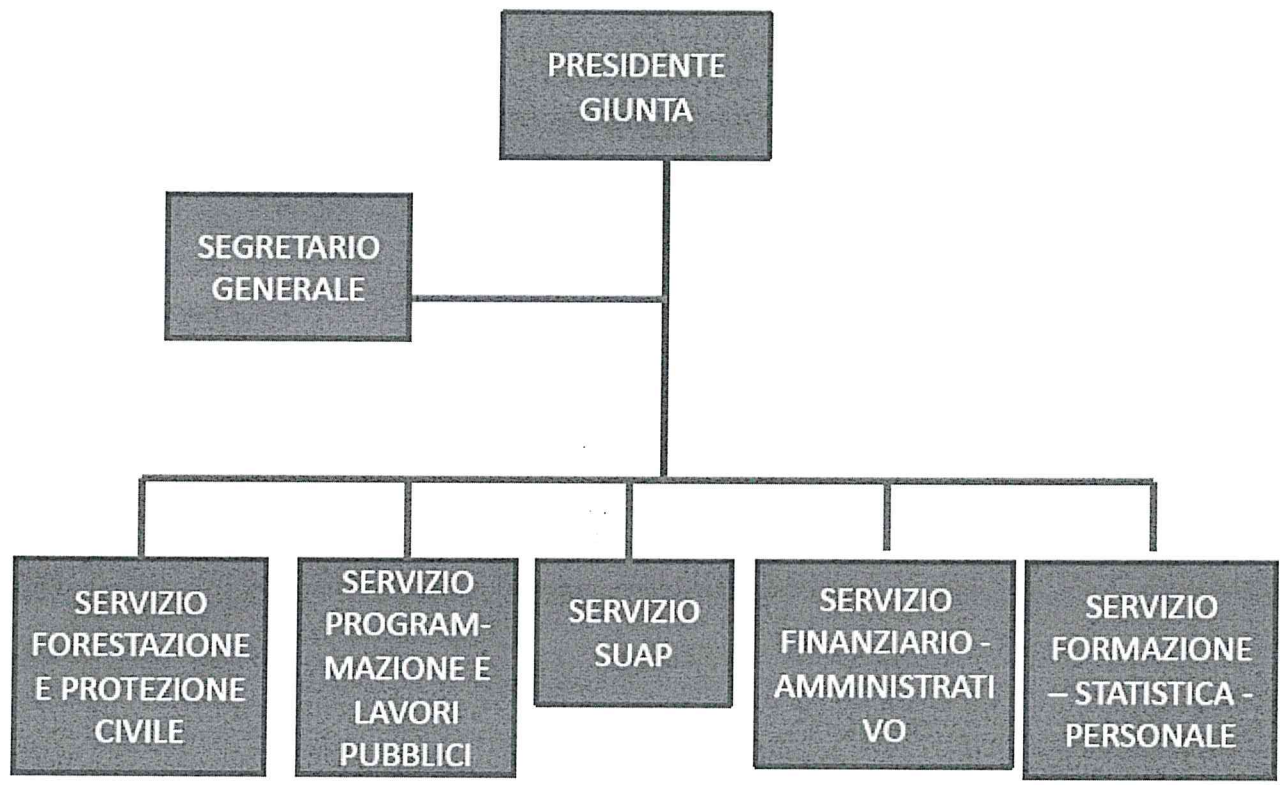 PRESIDENTE
GIUNTA
SEGRETARIO
GENERALE
SERVIZIO
FORESTAZIONE
E PROTEZIONE
CIVILE
SERVIZIO
PROGRAM-
MAZIONE E
LAVORI
PUBBLICI
SERVIZIO
SUAP
SERVIZIO
FINANZIARIO -
AMMINISTRATI
VO
SERVIZIO
FORMAZIONE
– STATISTICA -
PERSONALE